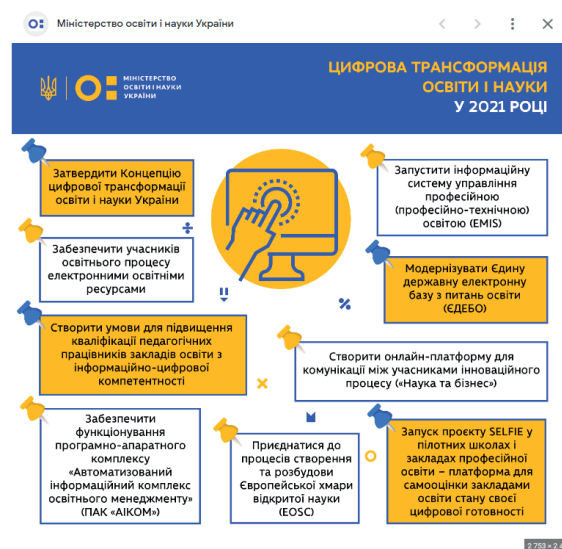 Міністерство освіти і науки України
МІНІСТЕРСТВО
ОСВІТИ І НАУКИ
УКРАЇНИ
ЦИФРОВА ТРАНСФОРМАЦІЯ
ОСВІТИ І НАУКИ
У 2021 РОЦІ
Затвердити Концепцію
цифрової трансформації
освіти і науки України
Запустити інформаційну
систему управління
професійною
(професійно-технічною)
освітою (EMIS)
Забезпечити учасників
освітнього процесу
електронними освітніми
ресурсами
Модернізувати Єдину
державну електронну
базу з питань освіти
(ЄДЕБО)
Створити умови для підвищення
кваліфікації педагогічних
працівників закладів освіти з
інформаційно-цифрової
компетентності
Створити онлайн-платформу для
комунікації між учасниками інноваційного
процесу («Наука та бізнес»)
Забезпечити
функціонування
програмно-апаратного
комплексу
«Автоматизований
інформаційний комплекс
освітнього менеджменту»
(ПАК «АІКОМ»)
Приєднатися до
процесів створення
та розбудови
Європейської хмари
відкритої науки
(EOSC)
Запуск проєкту SELFIE у
пілотних школах і
закладах професійної
освіти – платформа для
самооцінки закладами
освіти стану своєї
цифрової готовності